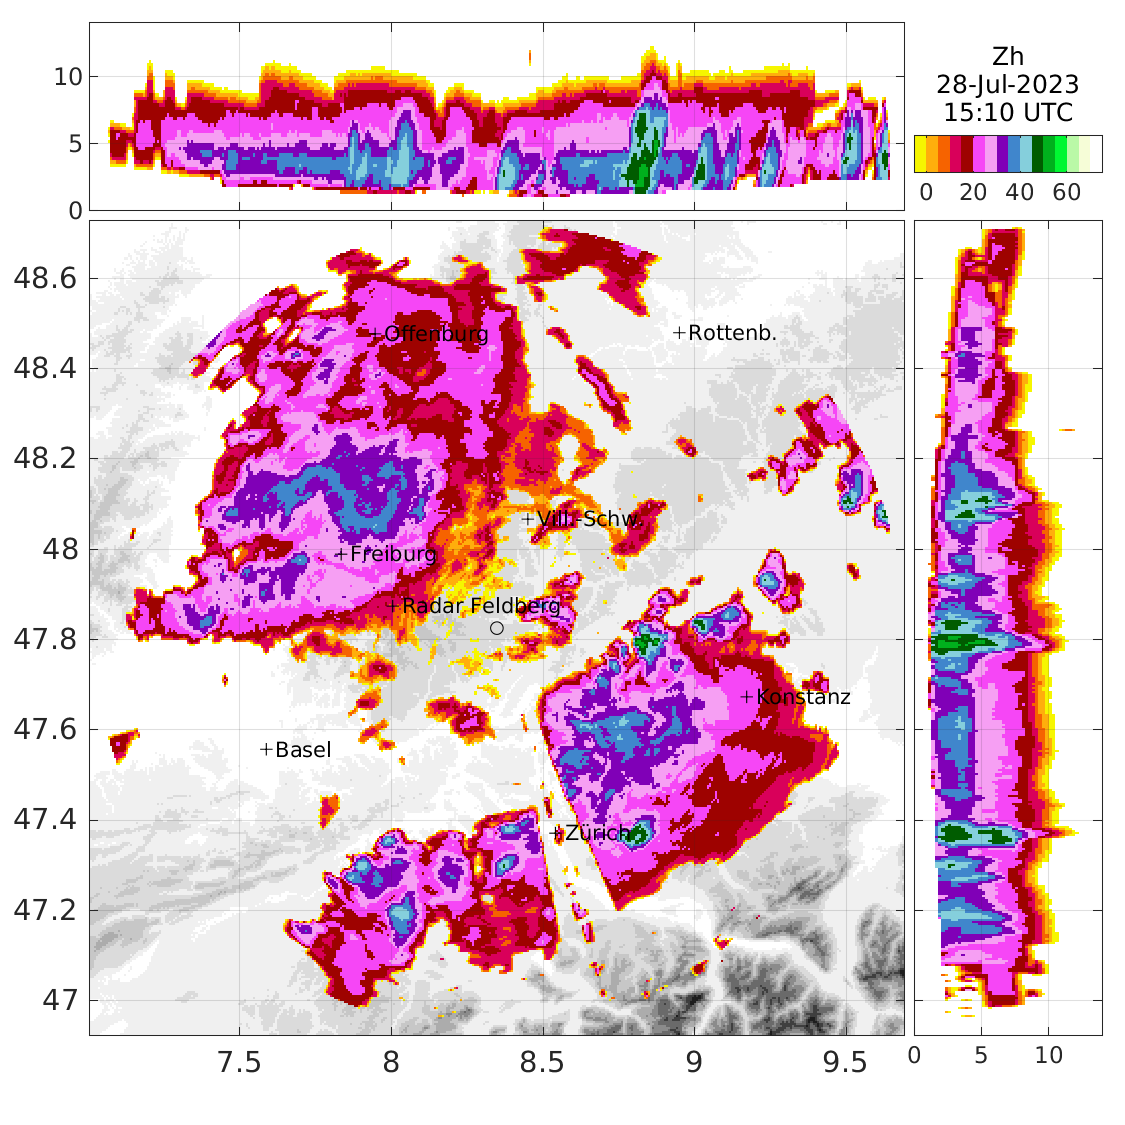 10
5
0
Zh
28-Jul-2023
15:10 UTC
0 20 40 60
48.6
48.4
48.2
48
47.8
47.6
47.4
47.2
47
+Offenburg
+Rottenb.
+Vill.-Schw.
+Freiburg
+Radar Feldberg
+Konstanz
+Basel
+Zürich
7.5 8 8.5 9 9.5
0 5 10